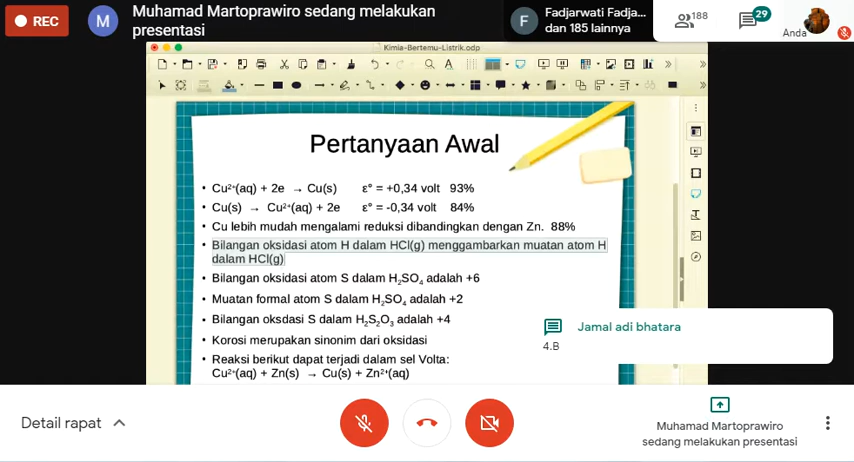 REC
M
Muhamad Martoprawiro sedang melakukan
presentasi
F
Fadjarwati Fadja...
dan 185 lainnya
188
29
Anda
Kimia-Bertemu-Listrik.odp
Pertanyaan Awal
• Cu²⁺(aq) + 2e → Cu(s) ε° = +0,34 volt 93%
• Cu(s) → Cu²⁺(aq) + 2e ε° = -0,34 volt 84%
• Cu lebih mudah mengalami reduksi dibandingkan dengan Zn. 88%
• Bilangan oksidasi atom H dalam HCl(g) menggambarkan muatan atom H
dalam HCl(g)
• Bilangan oksidasi atom S dalam H₂SO₄ adalah +6
• Muatan formal atom S dalam H₂SO₄ adalah +2
• Bilangan oksdasi S dalam H₂S₂O₃ adalah +4
• Korosi merupakan sinonim dari oksidasi
• Reaksi berikut dapat terjadi dalam sel Volta:
Cu²⁺(aq) + Zn(s) → Cu(s) + Zn²⁺(aq)
Jamal adi bhatara
4.B
Detail rapat
Muhamad Martoprawiro
sedang melakukan presentasi